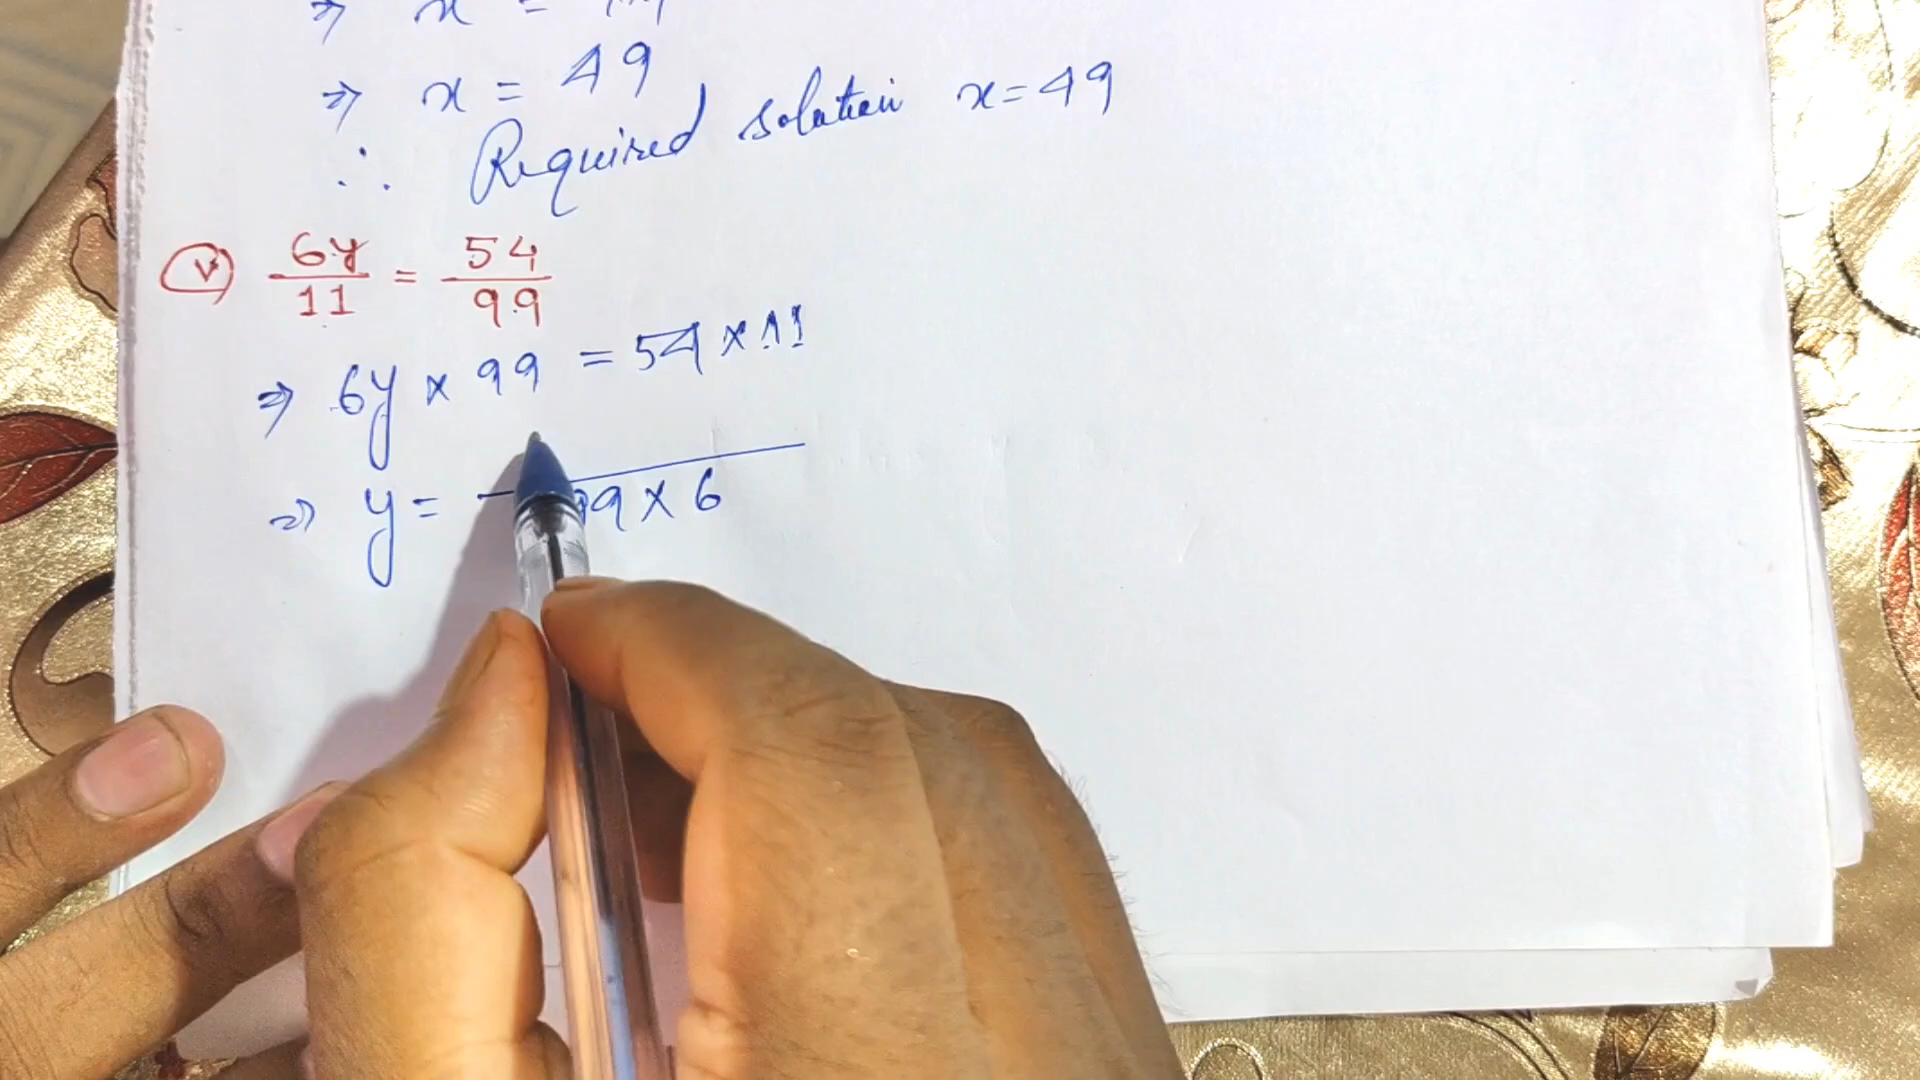 ⇒ x =
⇒ x = 49
∴ Required solution x = 49
(v) 6y/11 = 54/99
⇒ 6y × 99 = 54 × 11
⇒ y = /99 × 6